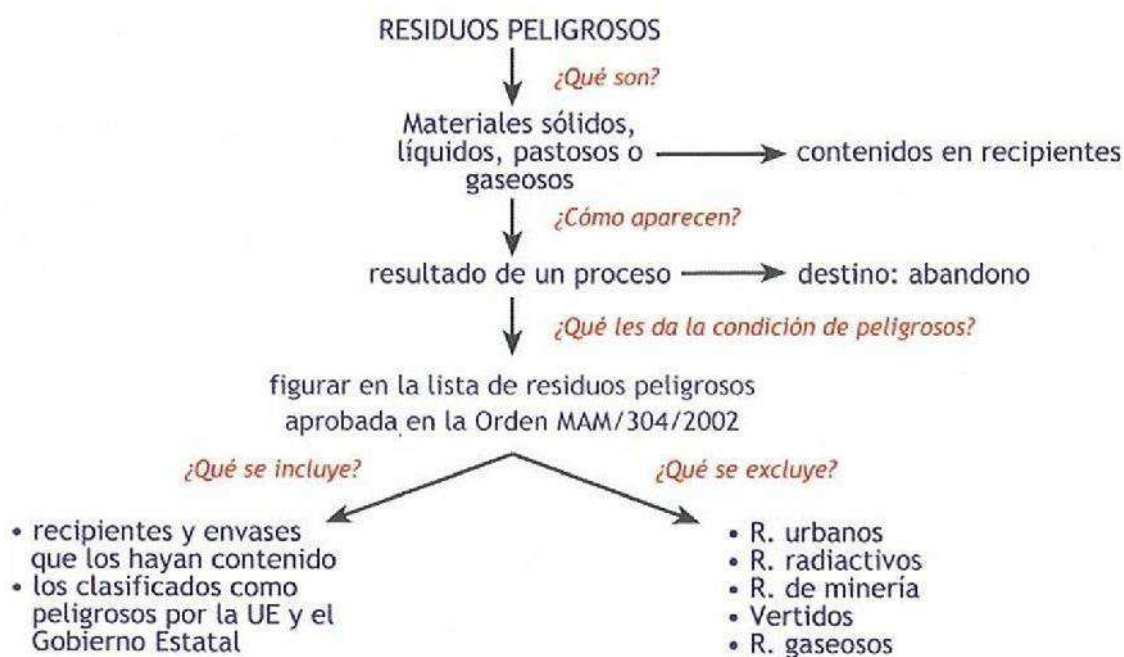 RESIDUOS PELIGROSOS
¿Qué son?
Materiales sólidos,
líquidos, pastosos o
gaseosos
contenidos en recipientes
¿Cómo aparecen?
resultado de un proceso
destino: abandono
¿Qué les da la condición de peligrosos?
figurar en la lista de residuos peligrosos
aprobada en la Orden MAM/304/2002
¿Qué se incluye?
¿Qué se excluye?
• recipientes y envases
que los hayan contenido
• los clasificados como
peligrosos por la UE y el
Gobierno Estatal
• R. urbanos
• R. radiactivos
• R. de minería
• Vertidos
• R. gaseosos